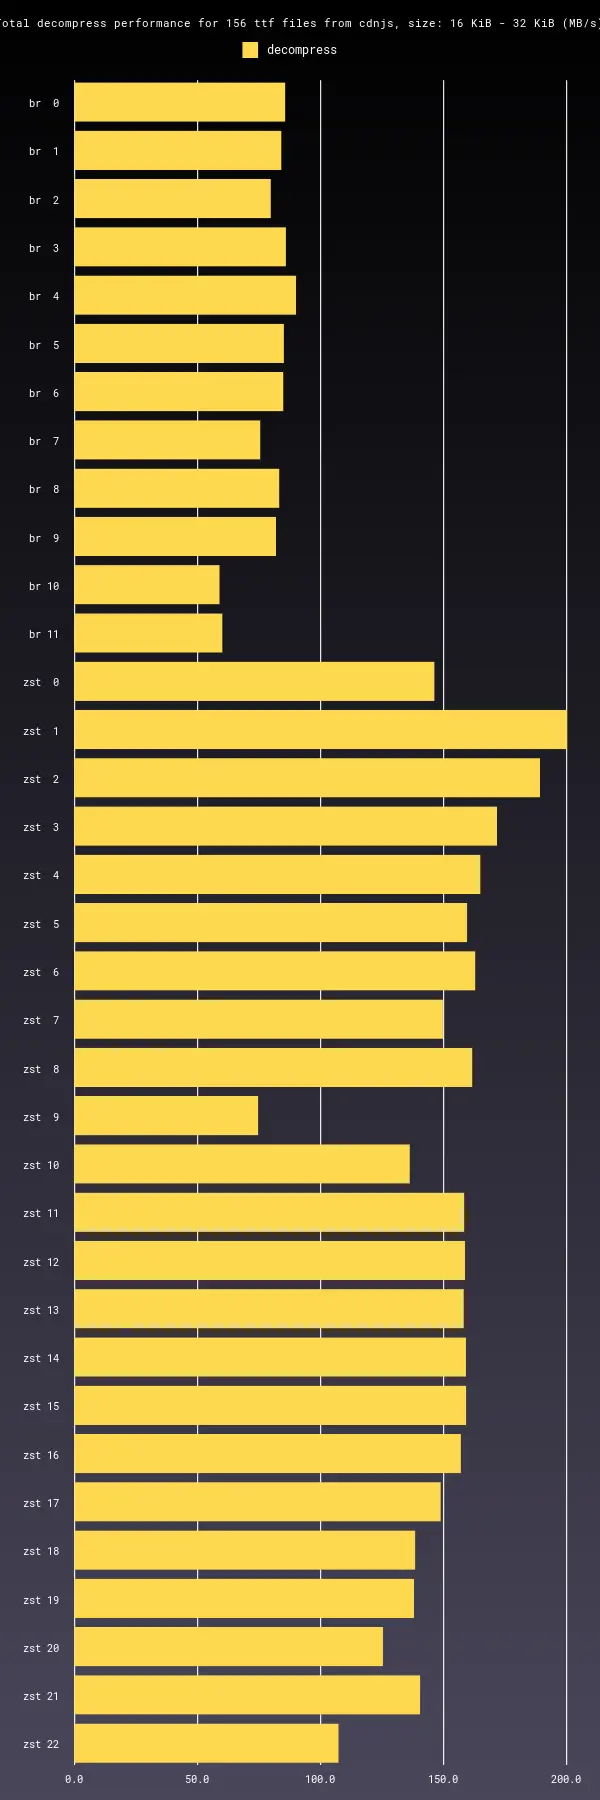 Total decompress performance for 156 ttf files from cdnjs, size: 16 KiB - 32 KiB (MB/s)
decompress
br 0
br 1
br 2
br 3
br 4
br 5
br 6
br 7
br 8
br 9
br 10
br 11
zst 0
zst 1
zst 2
zst 3
zst 4
zst 5
zst 6
zst 7
zst 8
zst 9
zst 10
zst 11
zst 12
zst 13
zst 14
zst 15
zst 16
zst 17
zst 18
zst 19
zst 20
zst 21
zst 22
0.0 50.0 100.0 150.0 200.0